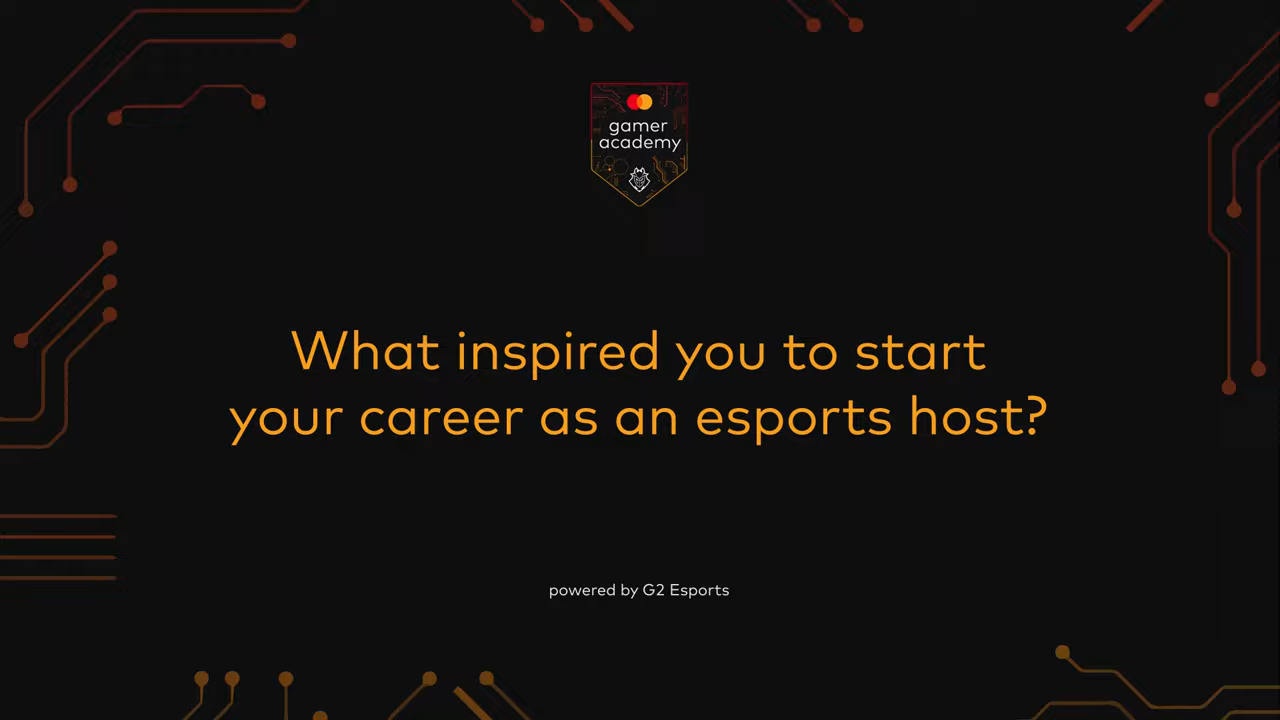 gamer
academy
What inspired you to start
your career as an esports host?
powered by G2 Esports